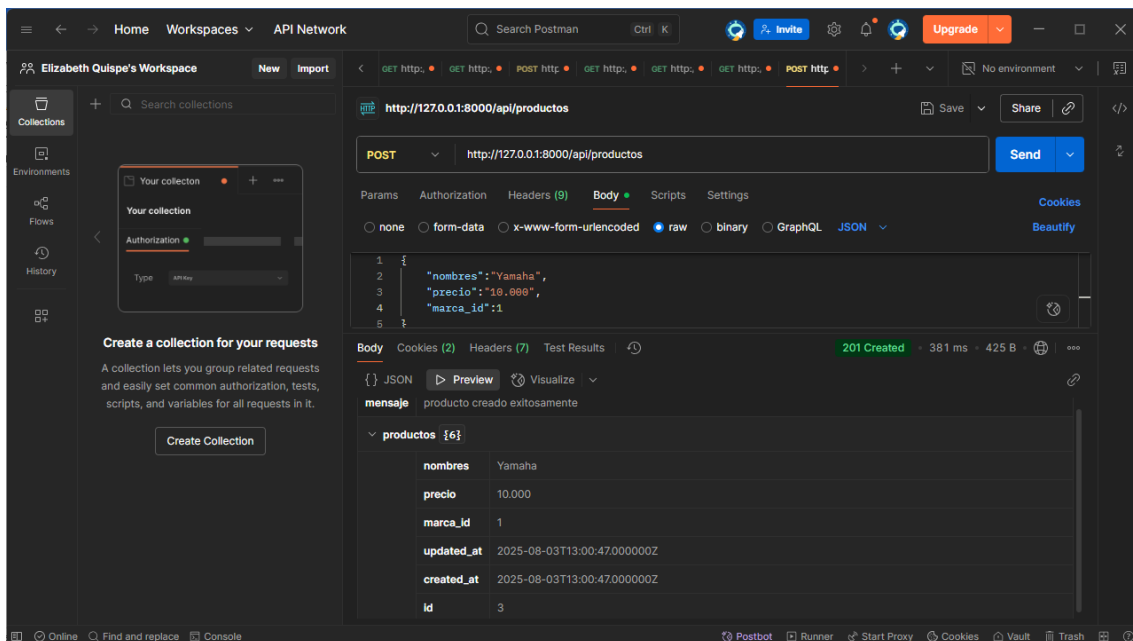 Home Workspaces API Network Search Postman Ctrl K Invite Upgrade
Elizabeth Quispe's Workspace New Import GET http:, GET http:, POST http GET http:, GET http:, GET http:, POST http No environment
Collections
Environments
Flows
History
Search collections
Your collecton
Your collection
Authorization
Type API Key
Create a collection for your requests
A collection lets you group related requests
and easily set common authorization, tests,
scripts, and variables for all requests in it.
Create Collection
HTTP http://127.0.0.1:8000/api/productos Save Share
POST http://127.0.0.1:8000/api/productos Send
Params Authorization Headers (9) Body Scripts Settings Cookies
none form-data x-www-form-urlencoded raw binary GraphQL JSON Beautify
1 {
2 "nombres":"Yamaha",
3 "precio":"10.000",
4 "marca_id":1
5 }
Body Cookies (2) Headers (7) Test Results 201 Created 381 ms 425 B
{} JSON Preview Visualize
mensaje producto creado exitosamente
productos {6}
nombres Yamaha
precio 10.000
marca_id 1
updated_at 2025-08-03T13:00:47.000000Z
created_at 2025-08-03T13:00:47.000000Z
id 3
Online Find and replace Console Postbot Runner Start Proxy Cookies Vault Trash